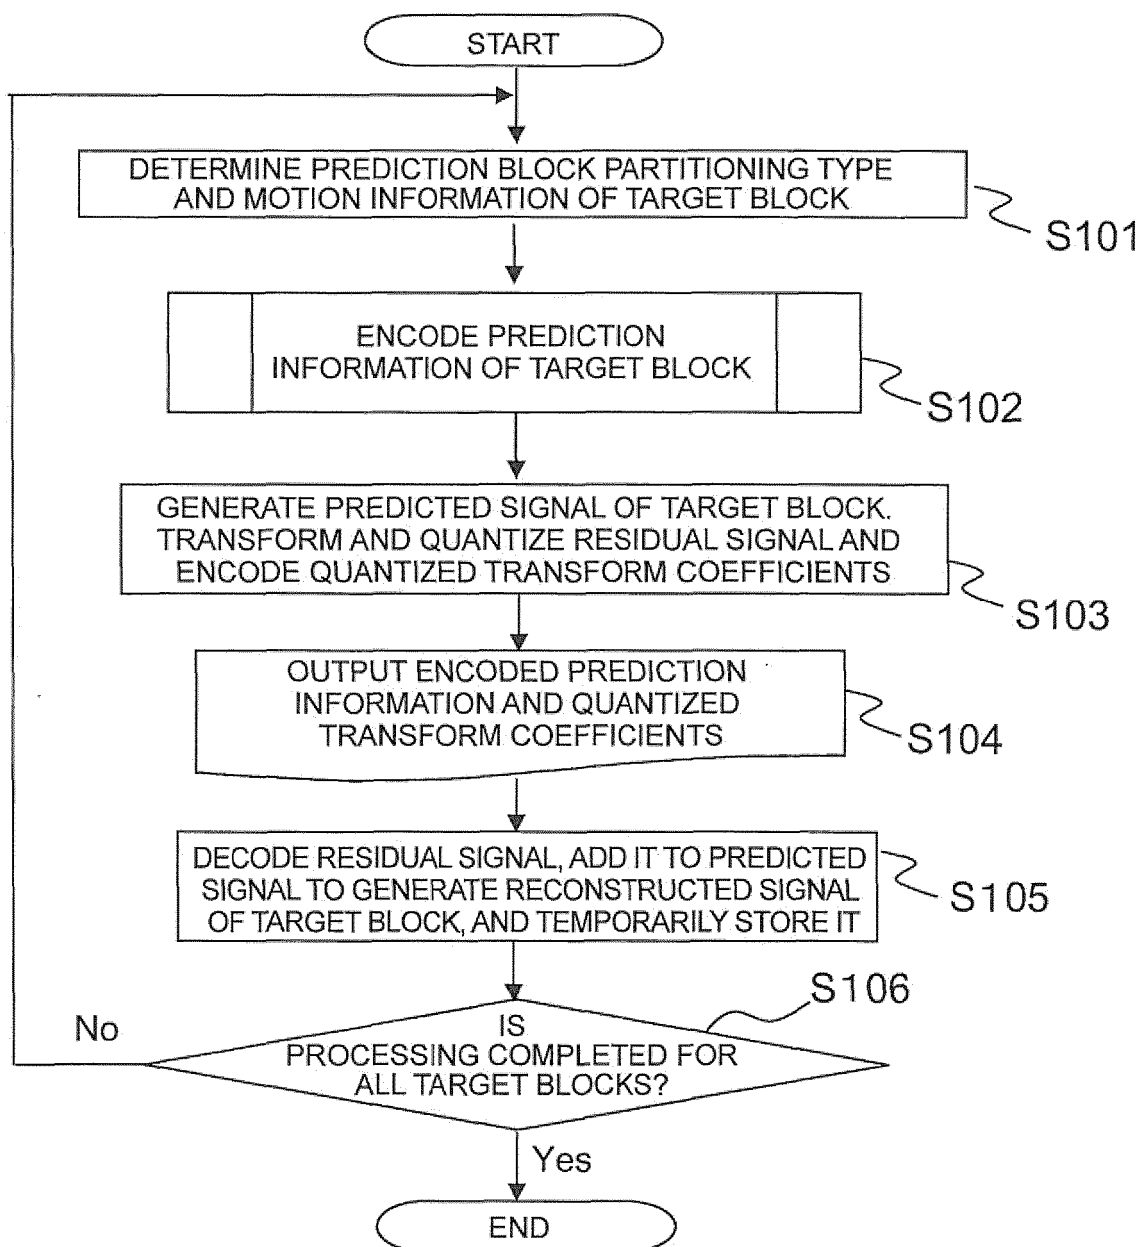 START
DETERMINE PREDICTION BLOCK PARTITIONING TYPE
AND MOTION INFORMATION OF TARGET BLOCK
S101
ENCODE PREDICTION
INFORMATION OF TARGET BLOCK
S102
GENERATE PREDICTED SIGNAL OF TARGET BLOCK.
TRANSFORM AND QUANTIZE RESIDUAL SIGNAL AND
ENCODE QUANTIZED TRANSFORM COEFFICIENTS
S103
OUTPUT ENCODED PREDICTION
INFORMATION AND QUANTIZED
TRANSFORM COEFFICIENTS
S104
DECODE RESIDUAL SIGNAL, ADD IT TO PREDICTED
SIGNAL TO GENERATE RECONSTRUCTED SIGNAL
OF TARGET BLOCK, AND TEMPORARILY STORE IT
S105
S106
No
IS
PROCESSING COMPLETED FOR
ALL TARGET BLOCKS?
Yes
END